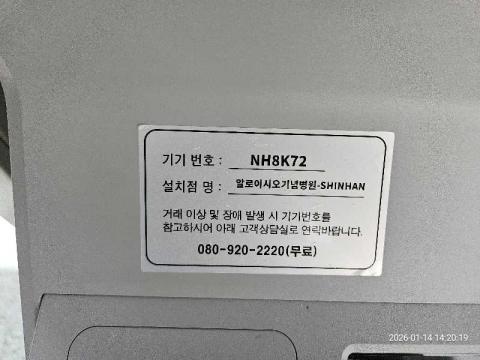 기기 번호 : NH8K72
설치점 명 : 알로이시오기념병원-SHINHAN
거래 이상 및 장애 발생 시 기기번호를
참고하시어 아래 고객상담실로 연락바랍니다.
080-920-2220(무료)
2026-01-14 14:20:19